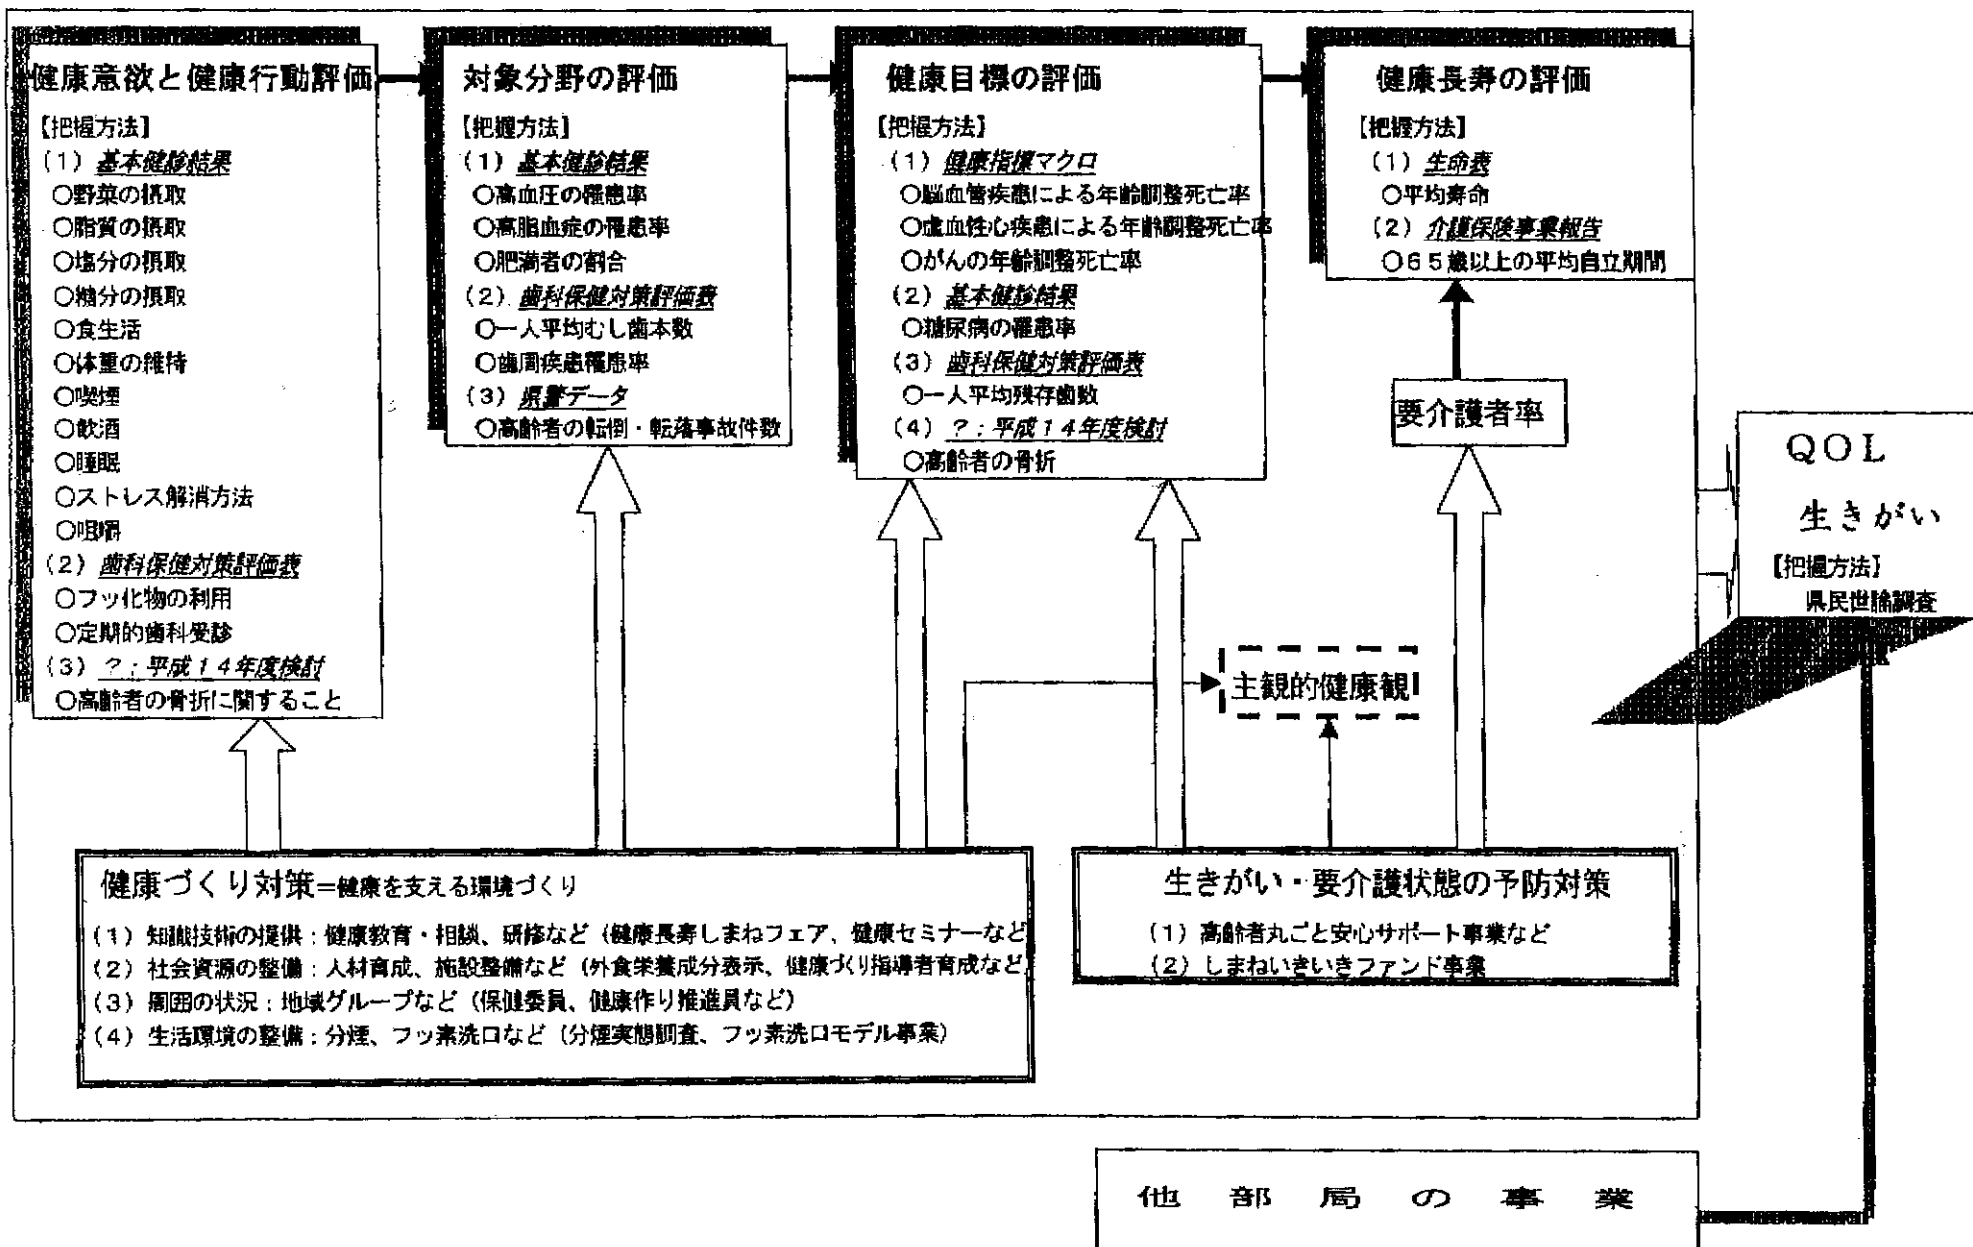 健康意欲と健康行動評価
【把握方法】
(1) 基本健診結果
○野菜の摂取
○脂質の摂取
○塩分の摂取
○糖分の摂取
○食生活
○体重の維持
○喫煙
○飲酒
○睡眠
○ストレス解消方法
○咀嚼
(2) 歯科保健対策評価表
○フッ化物の利用
○定期的歯科受診
(3) ?:平成14年度検討
○高齢者の骨折に関すること
対象分野の評価
【把握方法】
(1) 基本健診結果
○高血圧の罹患率
○高脂血症の罹患率
○肥満者の割合
(2) 歯科保健対策評価表
○一人平均むし歯本数
○歯周疾患罹患率
(3) 県警データ
○高齢者の転倒・転落事故件数
健康目標の評価
【把握方法】
(1) 健康指標マクロ
○脳血管疾患による年齢調整死亡率
○虚血性心疾患による年齢調整死亡率
○がんの年齢調整死亡率
(2) 基本健診結果
○糖尿病の罹患率
(3) 歯科保健対策評価表
○一人平均残存歯数
(4) ?:平成14年度検討
○高齢者の骨折
健康長寿の評価
【把握方法】
(1) 生命表
○平均寿命
(2) 介護保険事業報告
○65歳以上の平均自立期間
要介護者率
QOL
生きがい
【把握方法】
県民世論調査
主観的健康観
健康づくり対策=健康を支える環境づくり
(1) 知識技術の提供:健康教育・相談、研修など(健康長寿しまねフェア、健康セミナーなど
(2) 社会資源の整備:人材育成、施設整備など(外食栄養成分表示、健康づくり指導者育成など)
(3) 周囲の状況:地域グループなど(保健委員、健康作り推進員など)
(4) 生活環境の整備:分煙、フッ素洗口など(分煙実態調査、フッ素洗口モデル事業)
生きがい・要介護状態の予防対策
(1) 高齢者丸ごと安心サポート事業など
(2) しまねいきいきファンド事業
他部局の事業